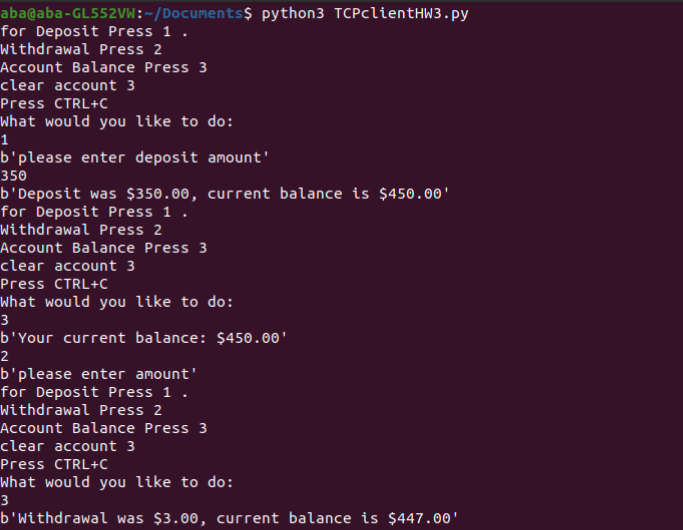 aba@aba-GL552VW:~/Documents$ python3 TCPclientHW3.py
for Deposit Press 1 .
Withdrawal Press 2
Account Balance Press 3
clear account 3
Press CTRL+C
What would you like to do:
1
b'please enter deposit amount'
350
b'Deposit was $350.00, current balance is $450.00'
for Deposit Press 1 .
Withdrawal Press 2
Account Balance Press 3
clear account 3
Press CTRL+C
What would you like to do:
3
b'Your current balance: $450.00'
2
b'please enter amount'
for Deposit Press 1 .
Withdrawal Press 2
Account Balance Press 3
clear account 3
Press CTRL+C
What would you like to do:
3
b'Withdrawal was $3.00, current balance is $447.00'